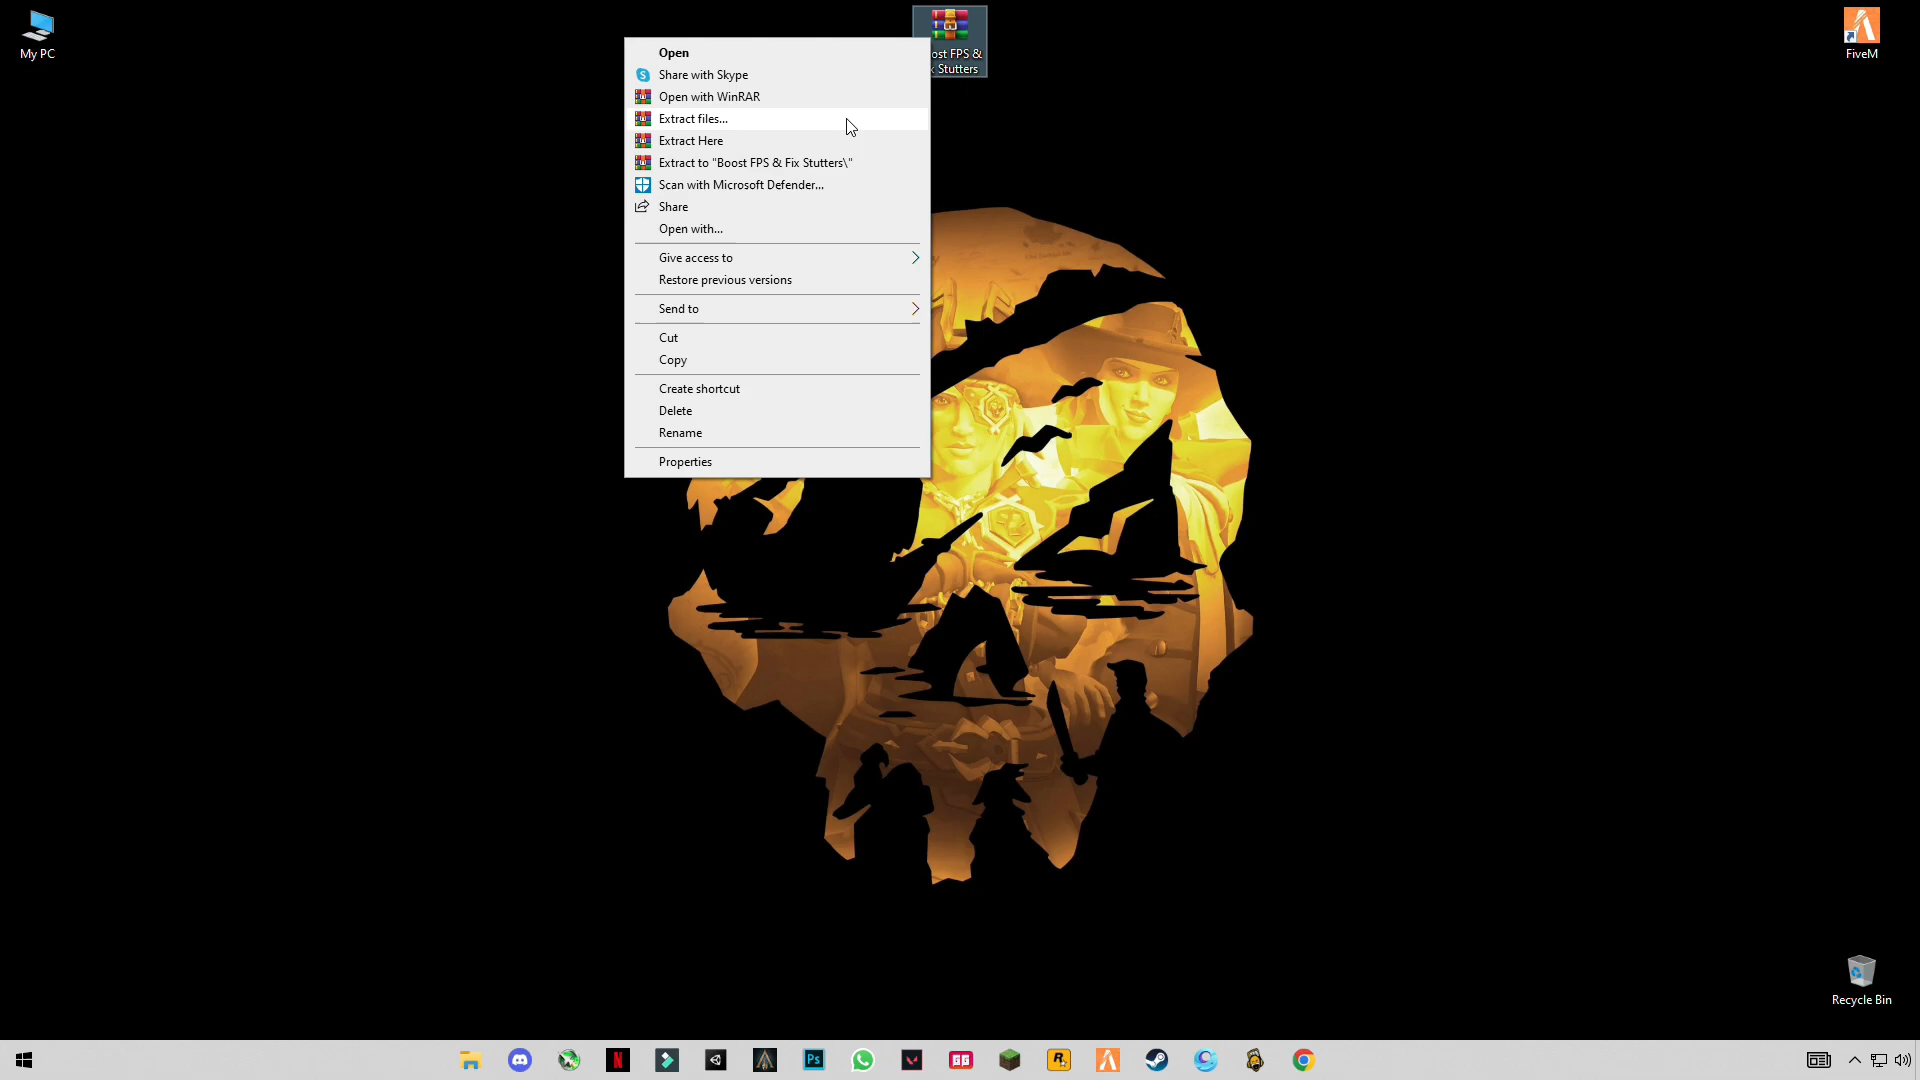 My PC
ost FPS &
x Stutters
FiveM
Open
Share with Skype
Open with WinRAR
Extract files...
Extract Here
Extract to "Boost FPS & Fix Stutters\"
Scan with Microsoft Defender...
Share
Open with...
Give access to
Restore previous versions
Send to
Cut
Copy
Create shortcut
Delete
Rename
Properties
Recycle Bin
N
Ps
GG
R